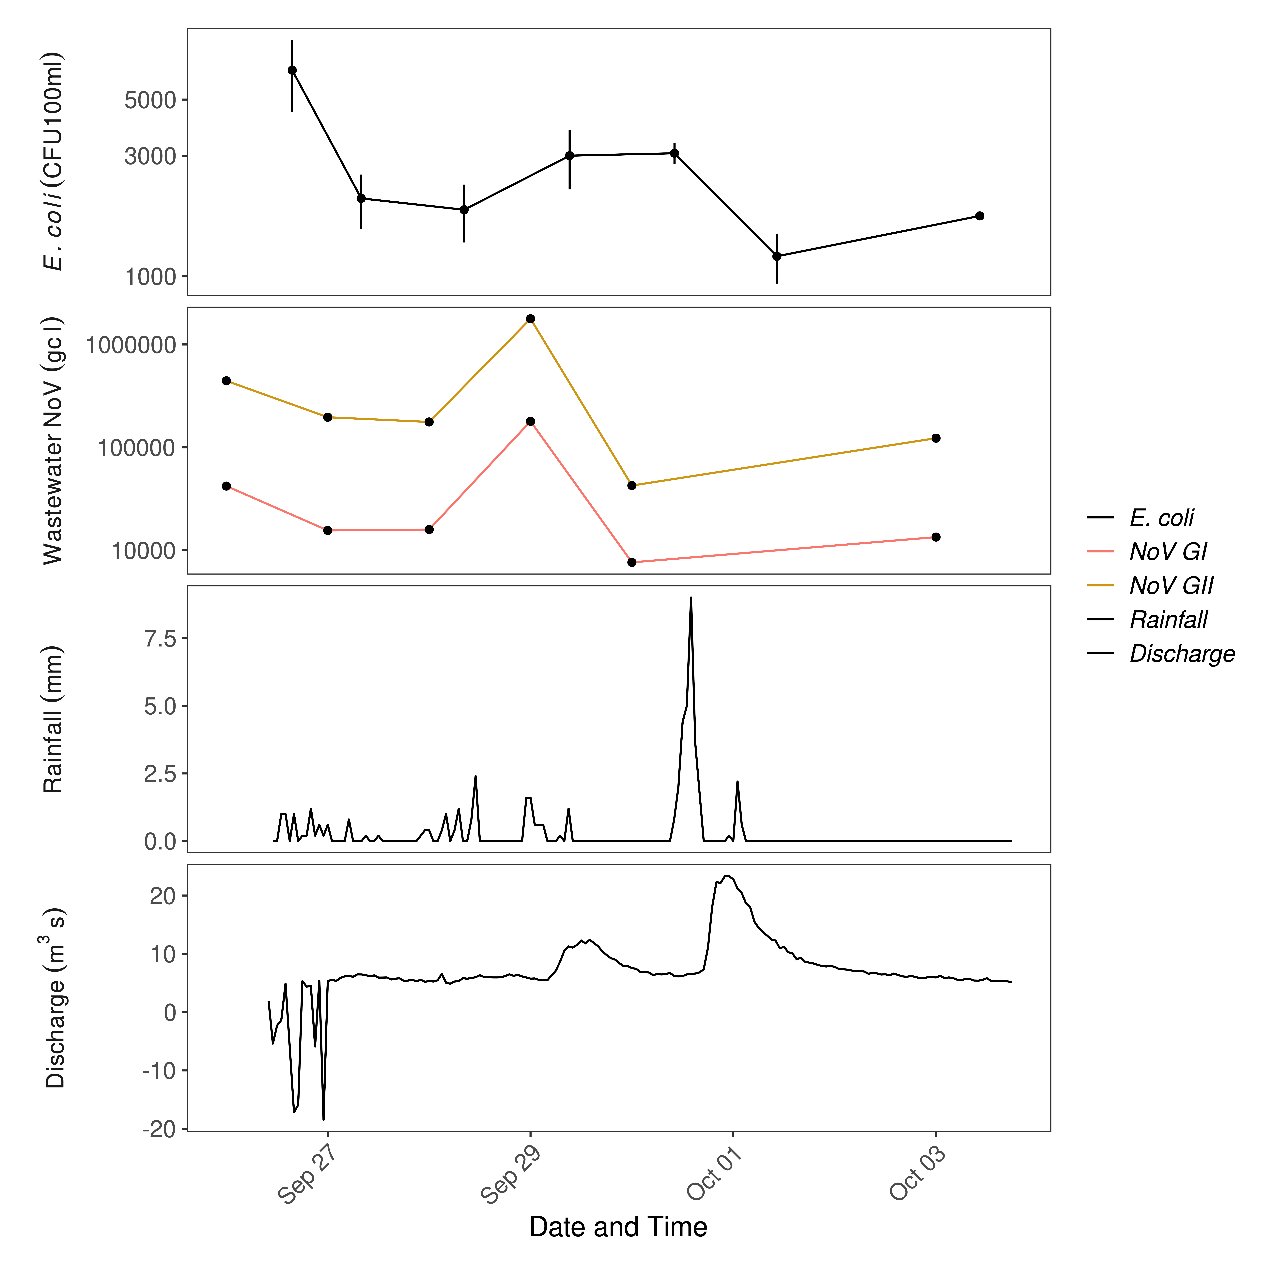 E. coli (CFU100ml)
5000
3000
1000
Wastewater NoV (gc l)
1000000
100000
10000
Rainfall (mm)
7.5
5.0
2.5
0.0
Discharge (m³ s)
20
10
0
-10
-20
Sep 27
Sep 29
Oct 01
Oct 03
Date and Time
E. coli
NoV GI
NoV GII
Rainfall
Discharge